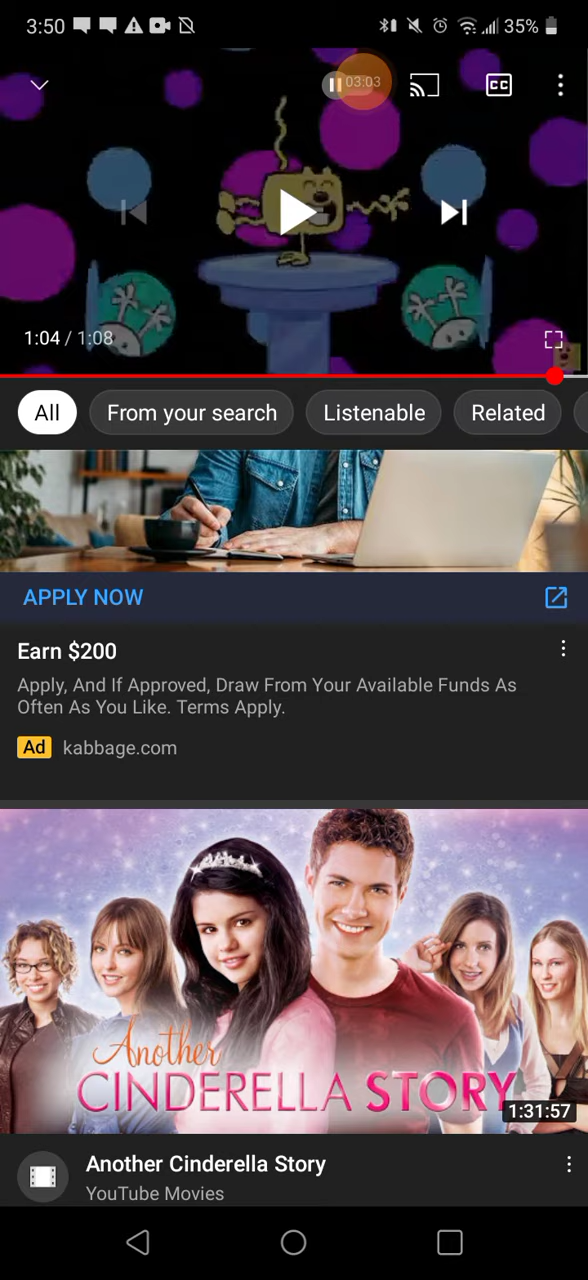 3:50
35%
03:03
CC
1:04 / 1:08
All
From your search
Listenable
Related
APPLY NOW
Earn $200
Apply, And If Approved, Draw From Your Available Funds As
Often As You Like. Terms Apply.
Ad kabbage.com
Another
CINDERELLA STORY
1:31:57
Another Cinderella Story
YouTube Movies